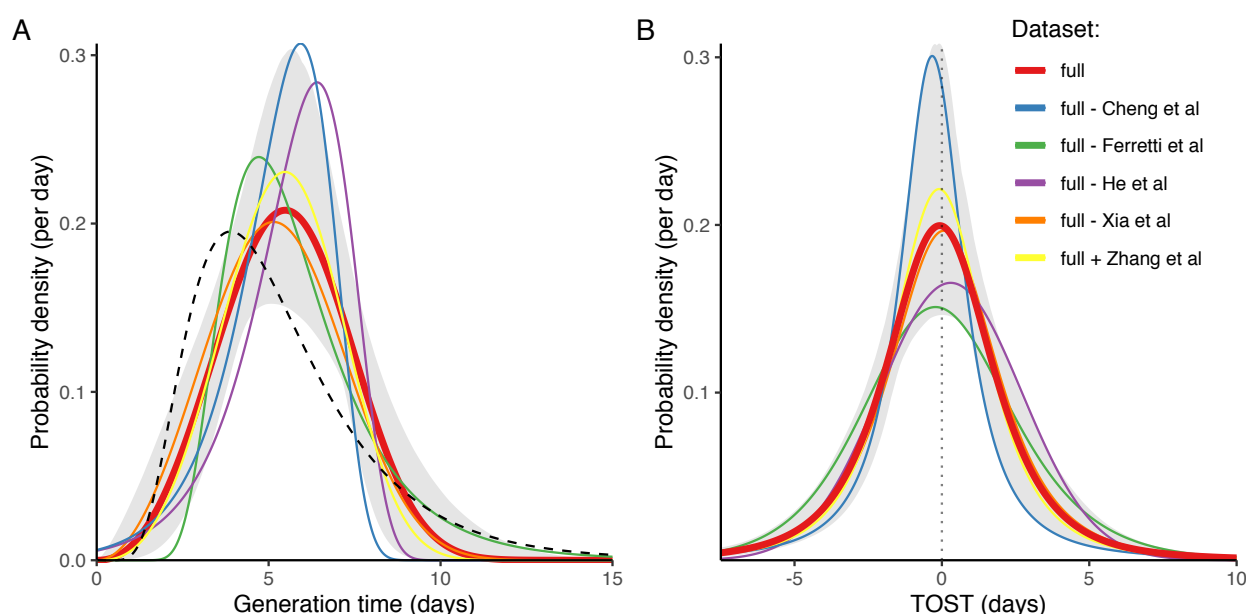 A
Probability density (per day)
0.3
0.2
0.1
0.0
0
5
10
15
Generation time (days)
B
Probability density (per day)
0.3
0.2
0.1
-5
0
5
10
TOST (days)
Dataset:
full
full - Cheng et al
full - Ferretti et al
full - He et al
full - Xia et al
full + Zhang et al